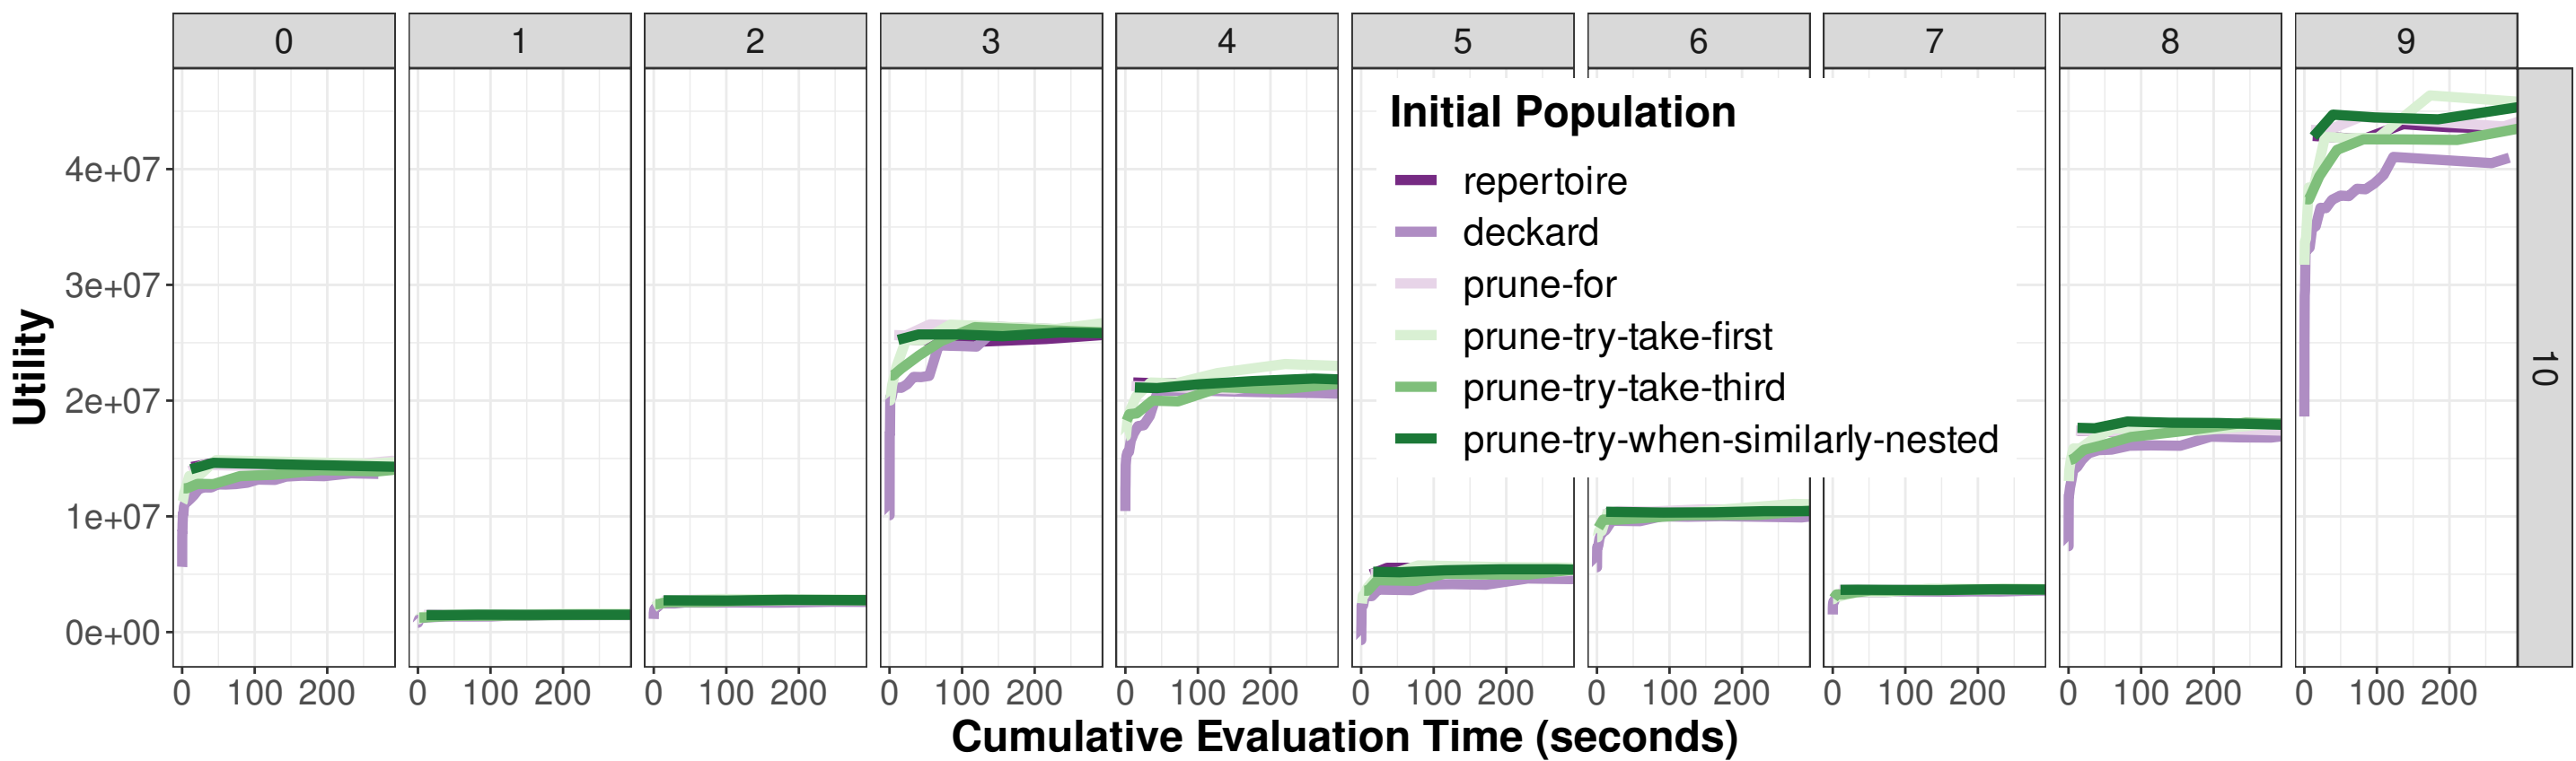 0 1 2 3 4 5 6 7 8 9
10
Utility
4e+07
3e+07
2e+07
1e+07
0e+00
Initial Population
repertoire
deckard
prune-for
prune-try-take-first
prune-try-take-third
prune-try-when-similarly-nested
0 100 200 0 100 200 0 100 200 0 100 200 0 100 200 0 100 200 0 100 200 0 100 200 0 100 200 0 100 200
Cumulative Evaluation Time (seconds)